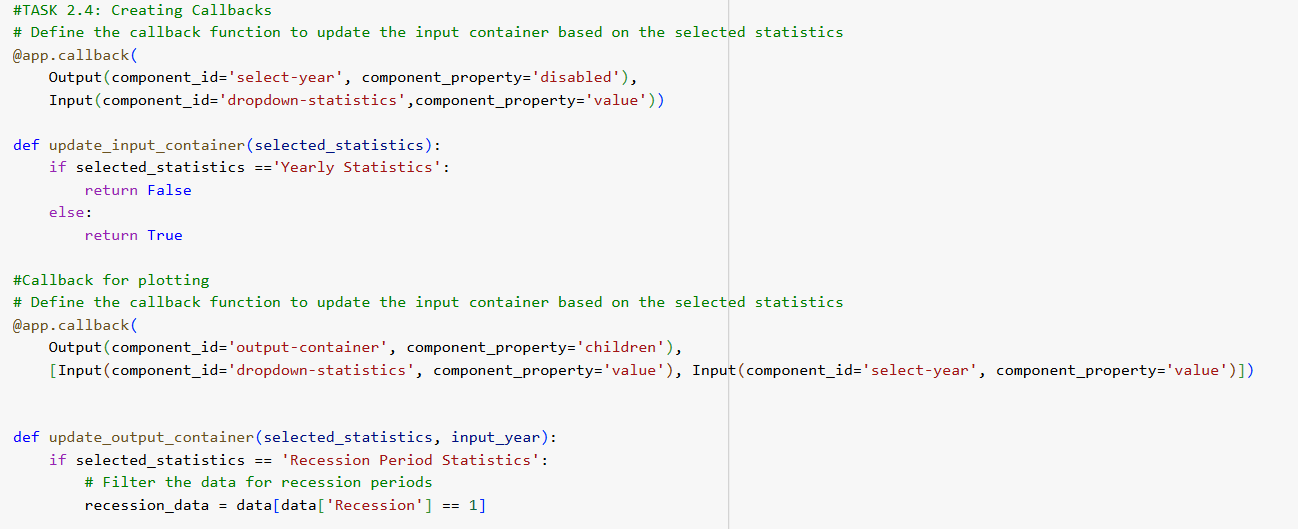 #TASK 2.4: Creating Callbacks
# Define the callback function to update the input container based on the selected statistics
@app.callback(
    Output(component_id='select-year', component_property='disabled'),
    Input(component_id='dropdown-statistics',component_property='value'))

def update_input_container(selected_statistics):
    if selected_statistics =='Yearly Statistics':
        return False
    else:
        return True

#Callback for plotting
# Define the callback function to update the input container based on the selected statistics
@app.callback(
    Output(component_id='output-container', component_property='children'),
    [Input(component_id='dropdown-statistics', component_property='value'), Input(component_id='select-year', component_property='value')])


def update_output_container(selected_statistics, input_year):
    if selected_statistics == 'Recession Period Statistics':
        # Filter the data for recession periods
        recession_data = data[data['Recession'] == 1]